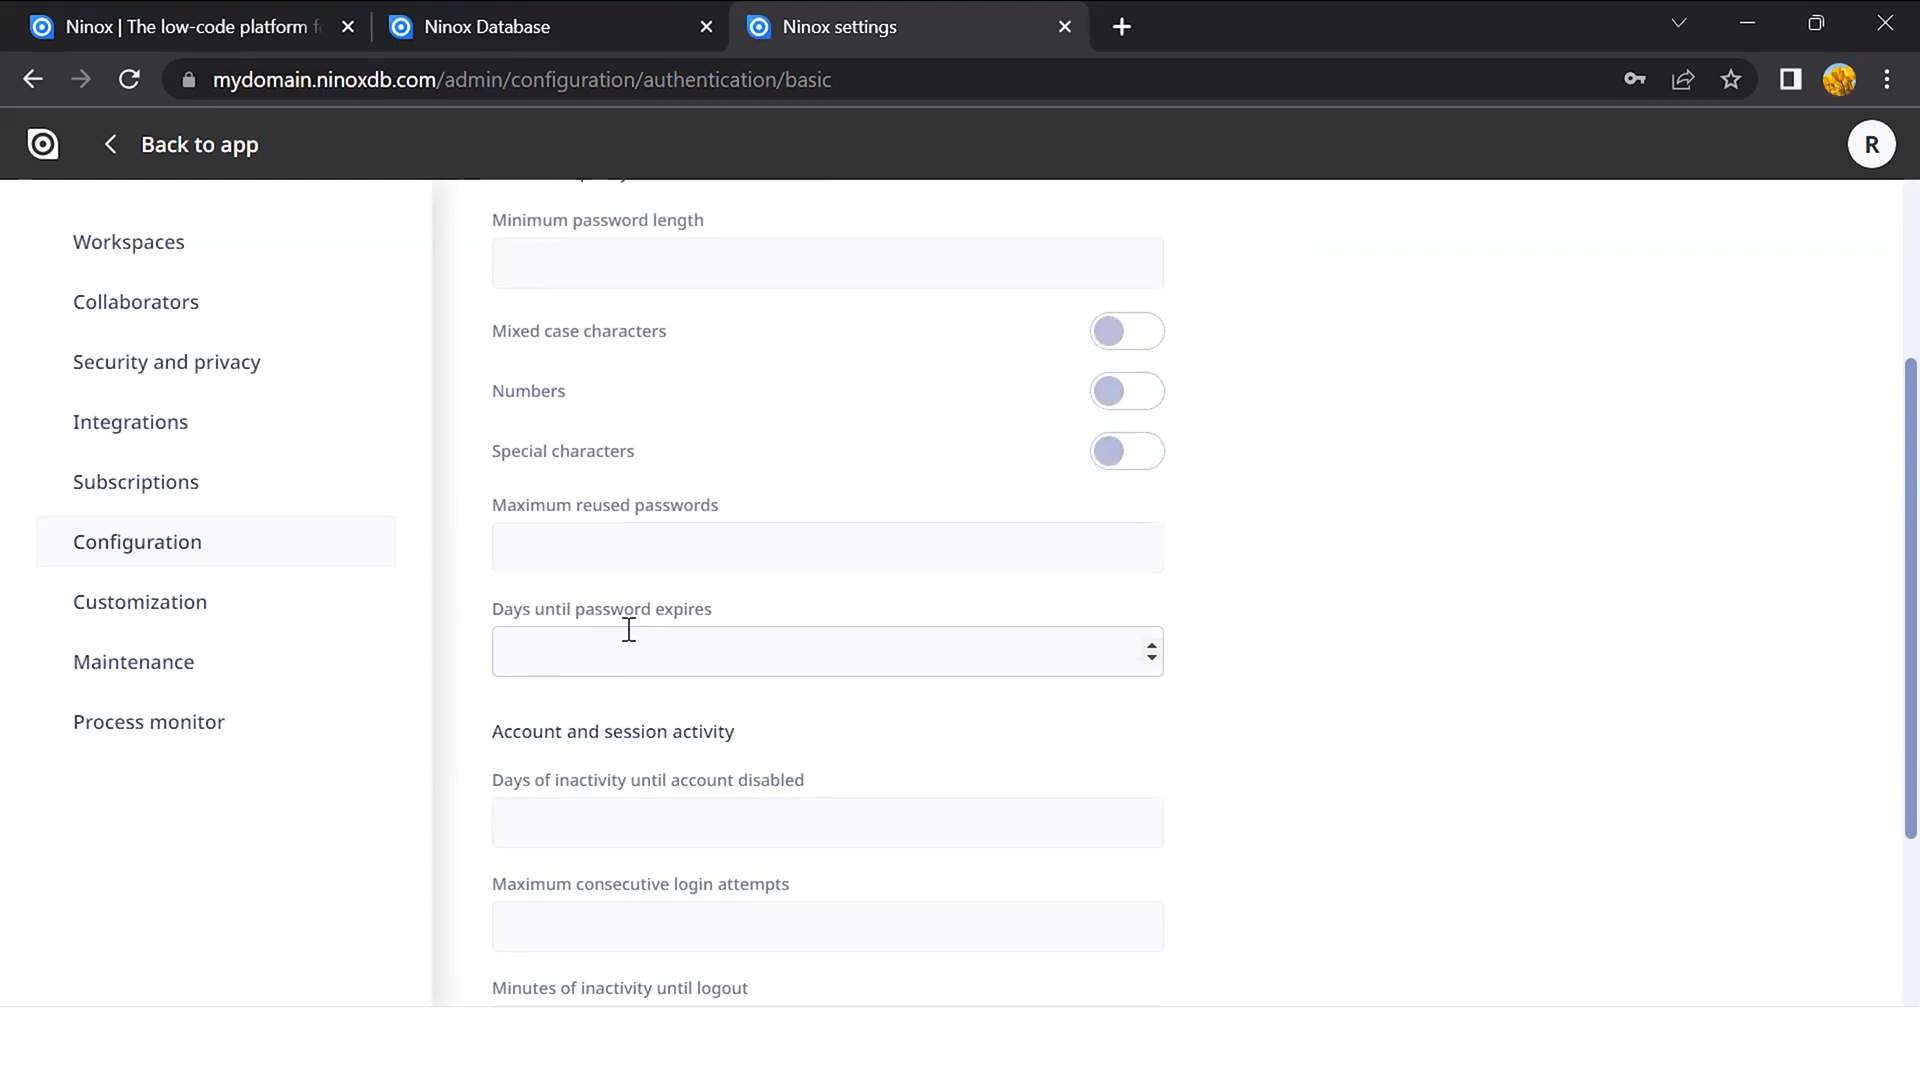 Ninox | The low-code platform f
Ninox Database
Ninox settings
mydomain.ninoxdb.com/admin/configuration/authentication/basic
Back to app
R
Workspaces
Collaborators
Security and privacy
Integrations
Subscriptions
Configuration
Customization
Maintenance
Process monitor
Minimum password length
Mixed case characters
Numbers
Special characters
Maximum reused passwords
Days until password expires
Account and session activity
Days of inactivity until account disabled
Maximum consecutive login attempts
Minutes of inactivity until logout